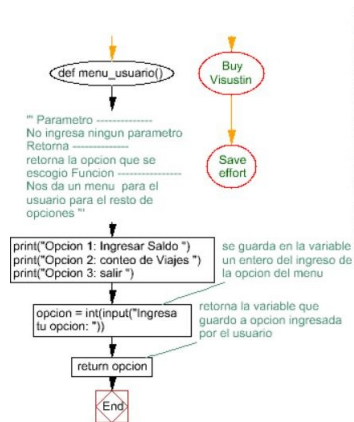 def menu_usuario()
''' Parametro --------------
No ingresa ningun parametro
Retorna --------------
retorna la opcion que se
escogio Funcion ----------------
Nos da un menu para el
usuario para el resto de
opciones '''
print("Opcion 1: Ingresar Saldo ")
print("Opcion 2: conteo de Viajes ")
print("Opcion 3: salir ")
opcion = int(input("Ingresa
tu opcion: "))
return opcion
End
Buy
Visustin
Save
effort
se guarda en la variable
un entero del ingreso de
la opcion del menu
retorna la variable que
guardo a opcion ingresada
por el usuario